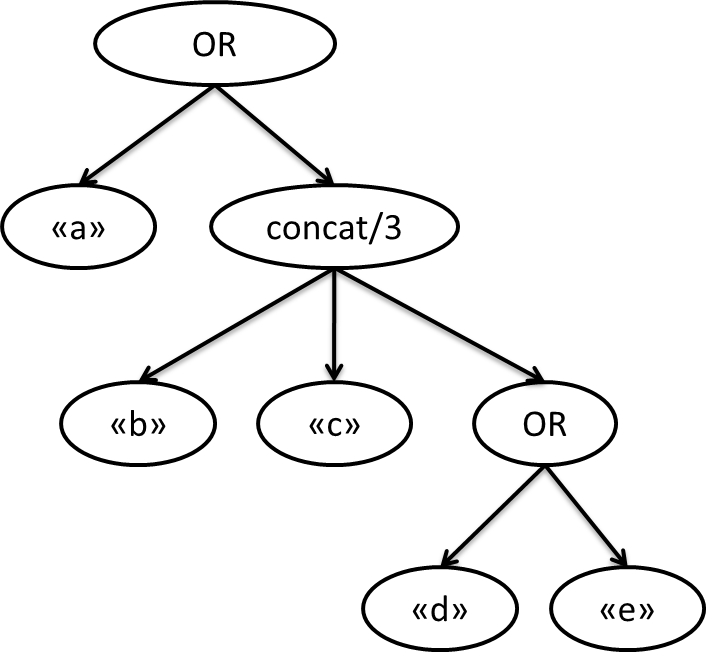 OR
«a»
concat/3
«b»
«c»
OR
«d»
«e»